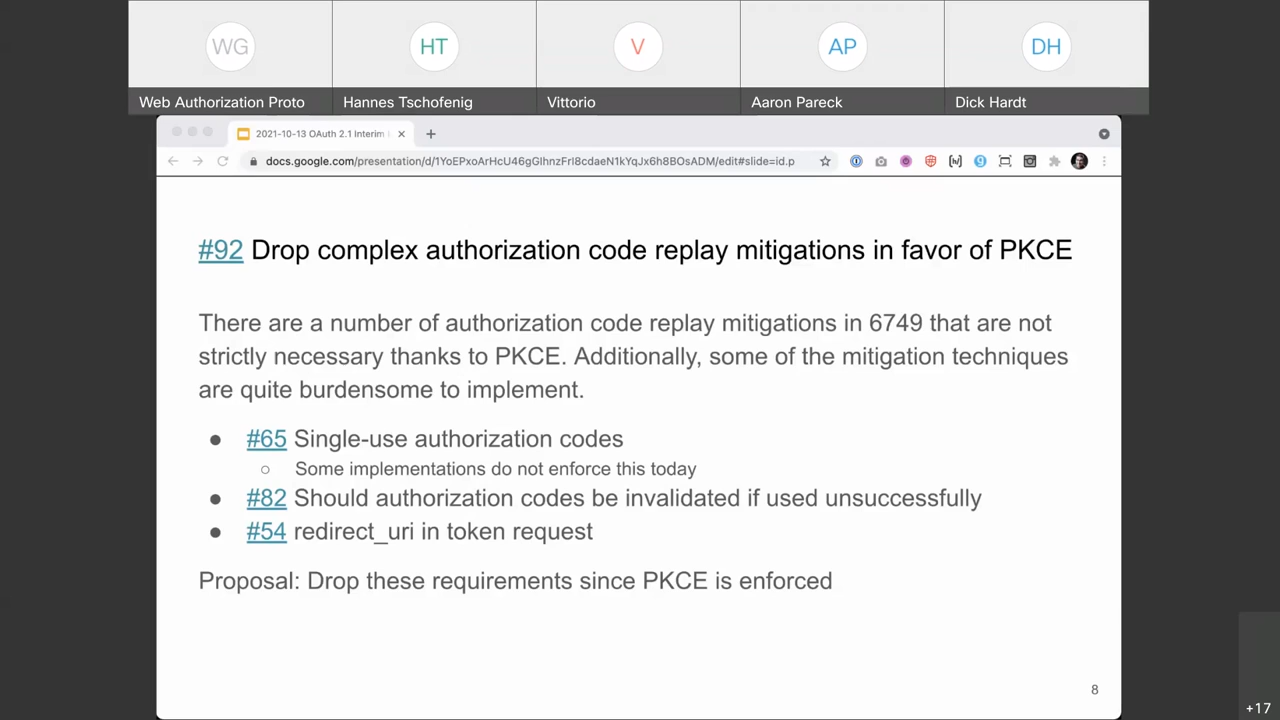 WG
HT
V
AP
DH
Web Authorization Proto
Hannes Tschofenig
Vittorio
Aaron Pareck
Dick Hardt
2021-10-13 OAuth 2.1 Interim
docs.google.com/presentation/d/1YoEPxoArHcU46gGIhnzFrI8cdaeN1kYqJx6h8BOsADM/edit#slide=id.p
#92 Drop complex authorization code replay mitigations in favor of PKCE
There are a number of authorization code replay mitigations in 6749 that are not
strictly necessary thanks to PKCE. Additionally, some of the mitigation techniques
are quite burdensome to implement.
● #65 Single-use authorization codes
○ Some implementations do not enforce this today
● #82 Should authorization codes be invalidated if used unsuccessfully
● #54 redirect_uri in token request
Proposal: Drop these requirements since PKCE is enforced
8
+17